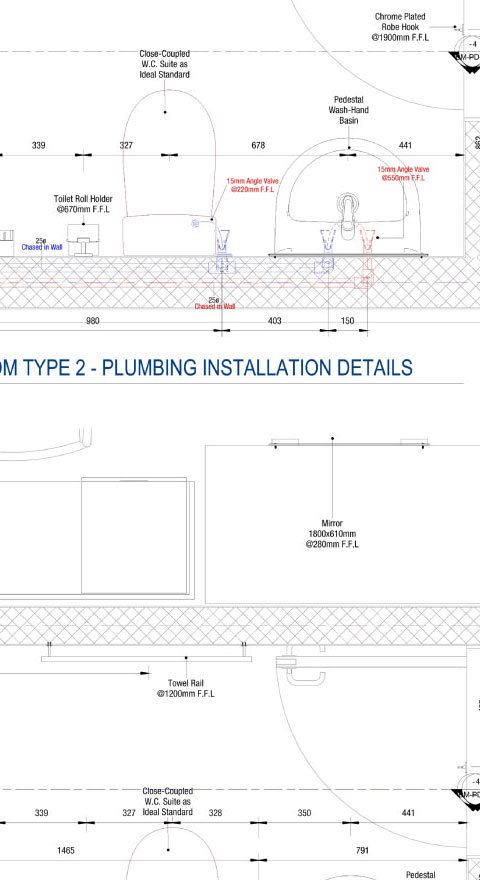 Chrome Plated
Robe Hook
@1900mm F.F.L
-4
Close-Coupled
W.C. Suite as
Ideal Standard
Pedestal
Wash-Hand
Basin
339
327
678
441
15mm Angle Valve
@550mm F.F.L
15mm Angle Valve
@220mm F.F.L
Toilet Roll Holder
@670mm F.F.L
25ø
Chased in Wall
25ø
Chased in Wall
980
403
150
OM TYPE 2 - PLUMBING INSTALLATION DETAILS
Mirror
1800x610mm
@280mm F.F.L
Towel Rail
@1200mm F.F.L
-4
Close-Coupled
W.C. Suite as
Ideal Standard
339
327
328
350
441
1465
791
Pedestal